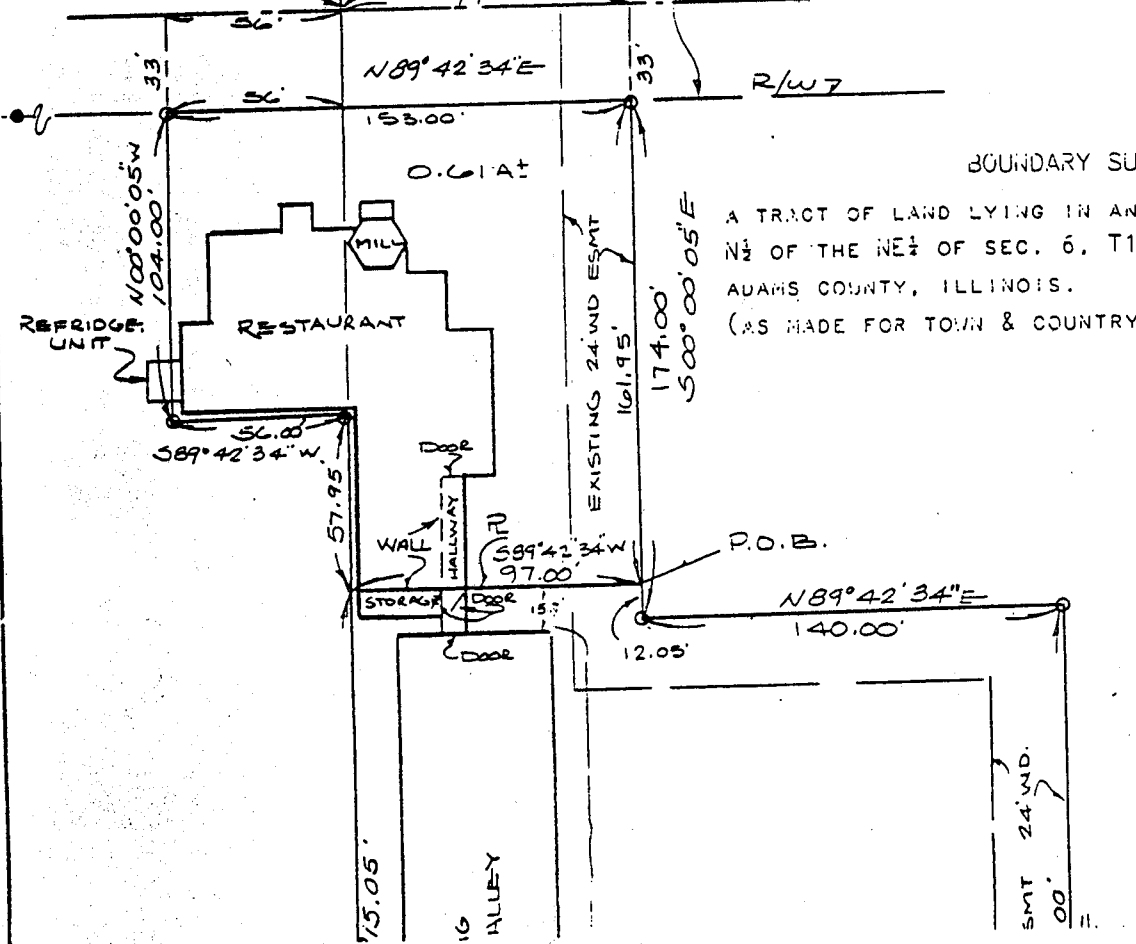 56'
33'
N89°42'34"E
33'
R/W
56'
153.00'
0.61A±
BOUNDARY SU
A TRACT OF LAND LYING IN AN
N½ OF THE NE¼ OF SEC. 6, T1
ADAMS COUNTY, ILLINOIS.
(AS MADE FOR TOWN & COUNTRY
N00°00'05"W
104.00'
MILL
RESTAURANT
REFRIDGE.
UNIT
EXISTING 24'WD ESMT
161.95'
174.00'
S00°00'05"E
56.00'
S89°42'34"W
DOOR
57.95'
HALLWAY
WALL
S89°42'34"W
97.00'
P.O.B.
STORAGE
DOOR
N89°42'34"E
140.00'
DOOR
12.05'
SMT 24'WD.
00'
75.05'
ALLEY